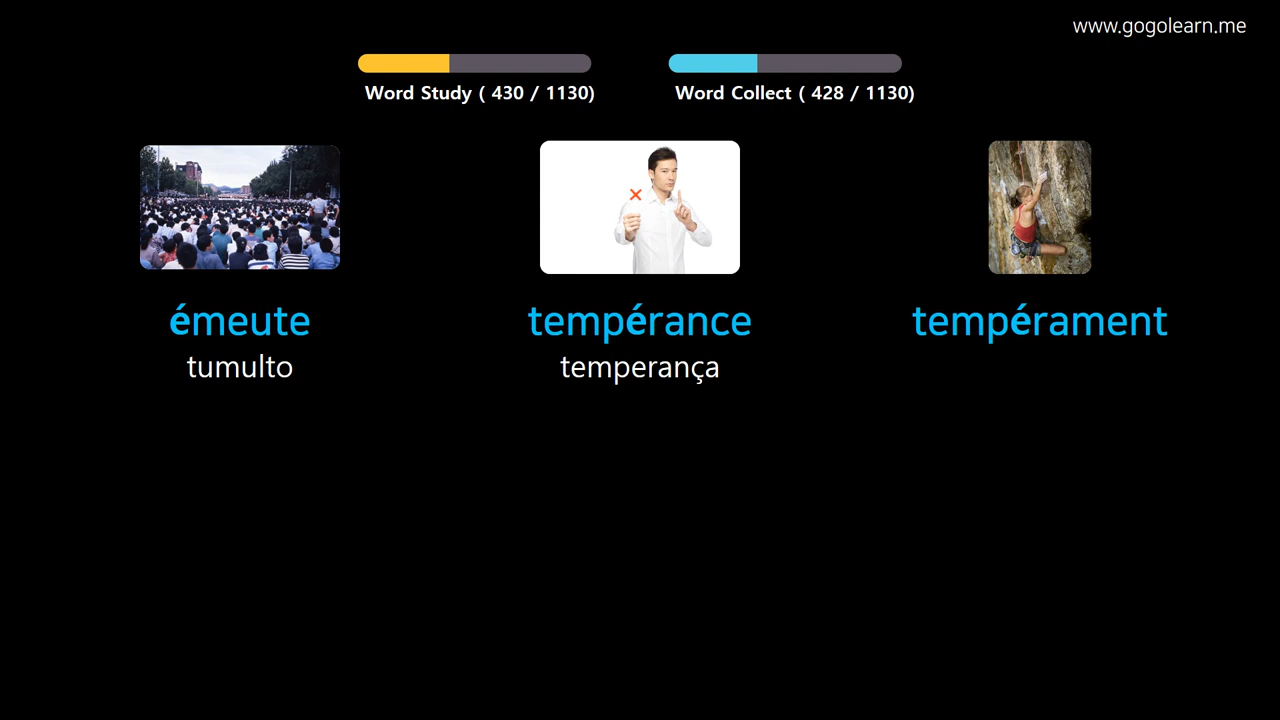 www.gogolearn.me
Word Study ( 430 / 1130)
Word Collect ( 428 / 1130)
émeute
tempérance
tempérament
tumulto
temperança